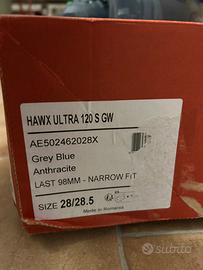 HAWX ULTRA 120 S GW
AE502462028X
Grey Blue
Anthracite
LAST 98MM - NARROW FIT
SIZE 28/28.5
Made in Romania
subito